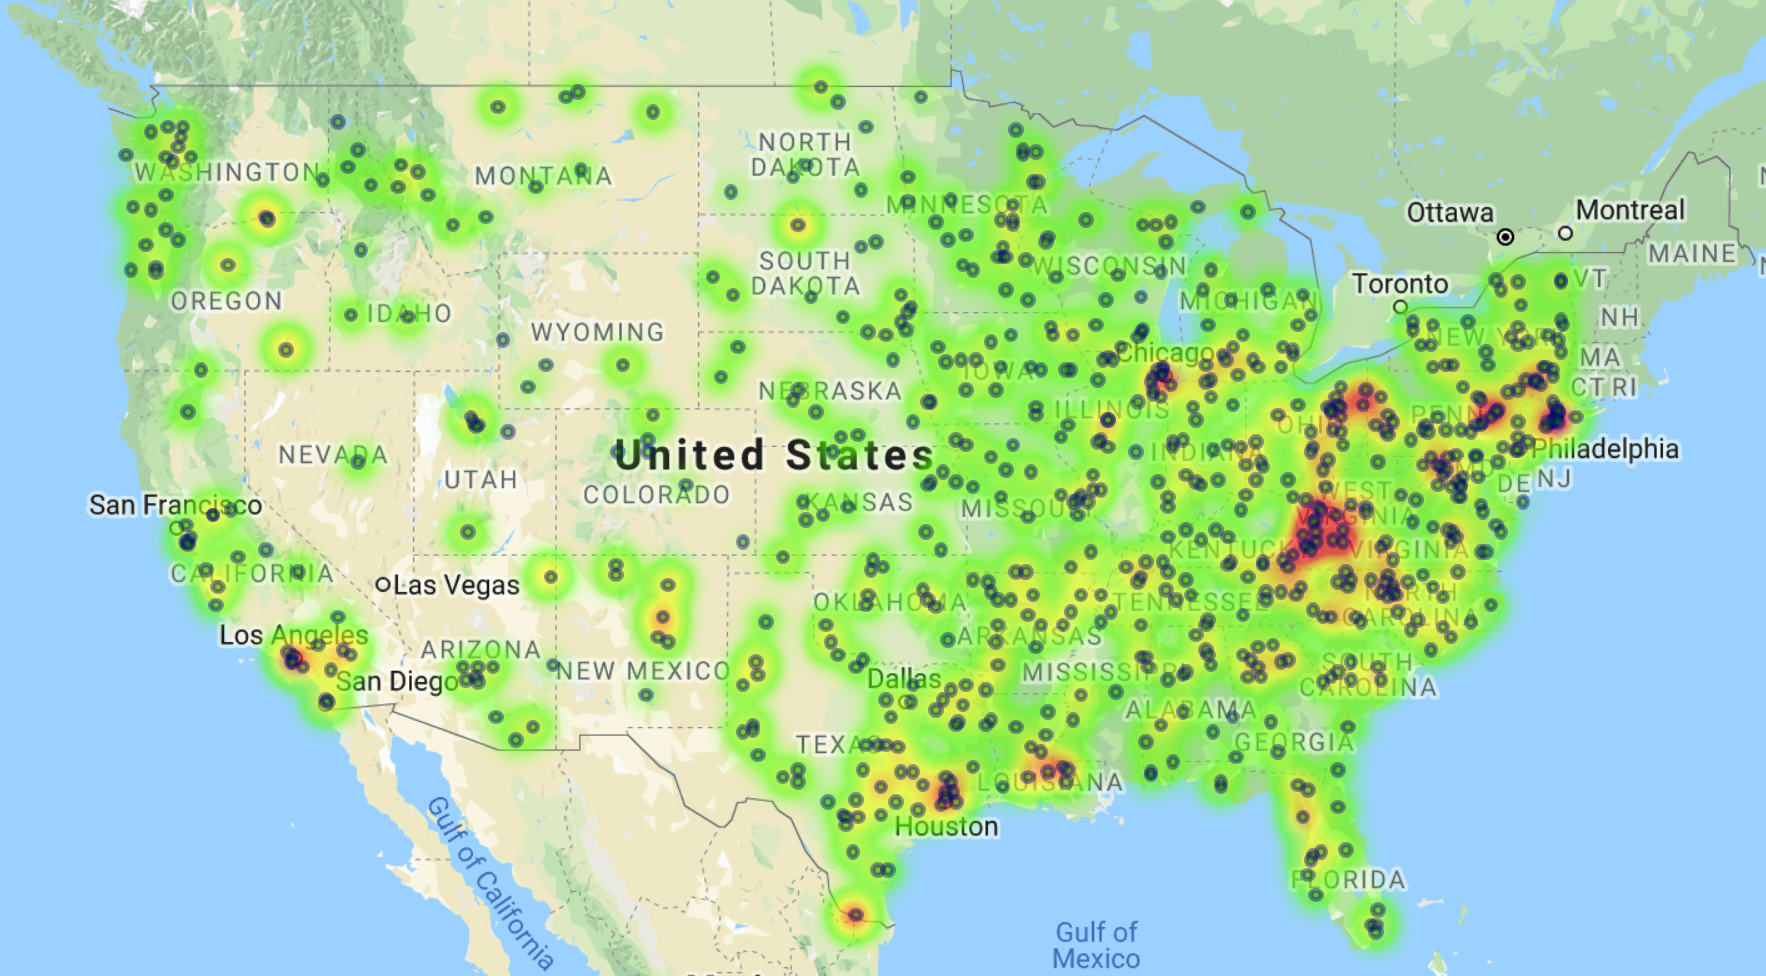 Ottawa
Montreal
MAINE
WASHINGTON
MONTANA
NORTH
DAKOTA
MINNESOTA
Toronto
VT
OREGON
IDAHO
SOUTH
DAKOTA
WISCONSIN
MICHIGAN
NH
NEW YORK
WYOMING
Chicago
MA
CT RI
NEBRASKA
IOWA
ILLINOIS
OHIO
PENN
Philadelphia
NEVADA
United States
INDIANA
MD
DE
NJ
UTAH
COLORADO
San Francisco
KANSAS
MISSOURI
WEST
VIRGINIA
KENTUCKY
VIRGINIA
CALIFORNIA
Las Vegas
OKLAHOMA
TENNESSEE
NORTH
CAROLINA
Los Angeles
ARIZONA
NEW MEXICO
ARKANSAS
San Diego
Dallas
MISSISSIPPI
SOUTH
CAROLINA
ALABAMA
TEXAS
GEORGIA
LOUISIANA
Houston
FLORIDA
Gulf of California
Gulf of
Mexico